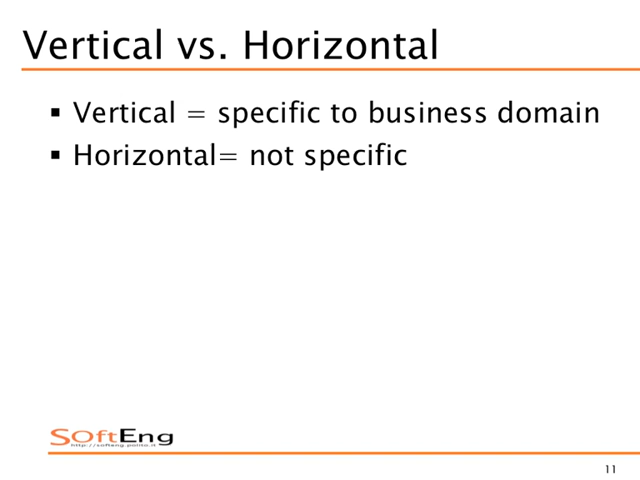 Vertical vs. Horizontal
▪ Vertical = specific to business domain
▪ Horizontal= not specific
SoftEng
http://softeng.polito.it
11